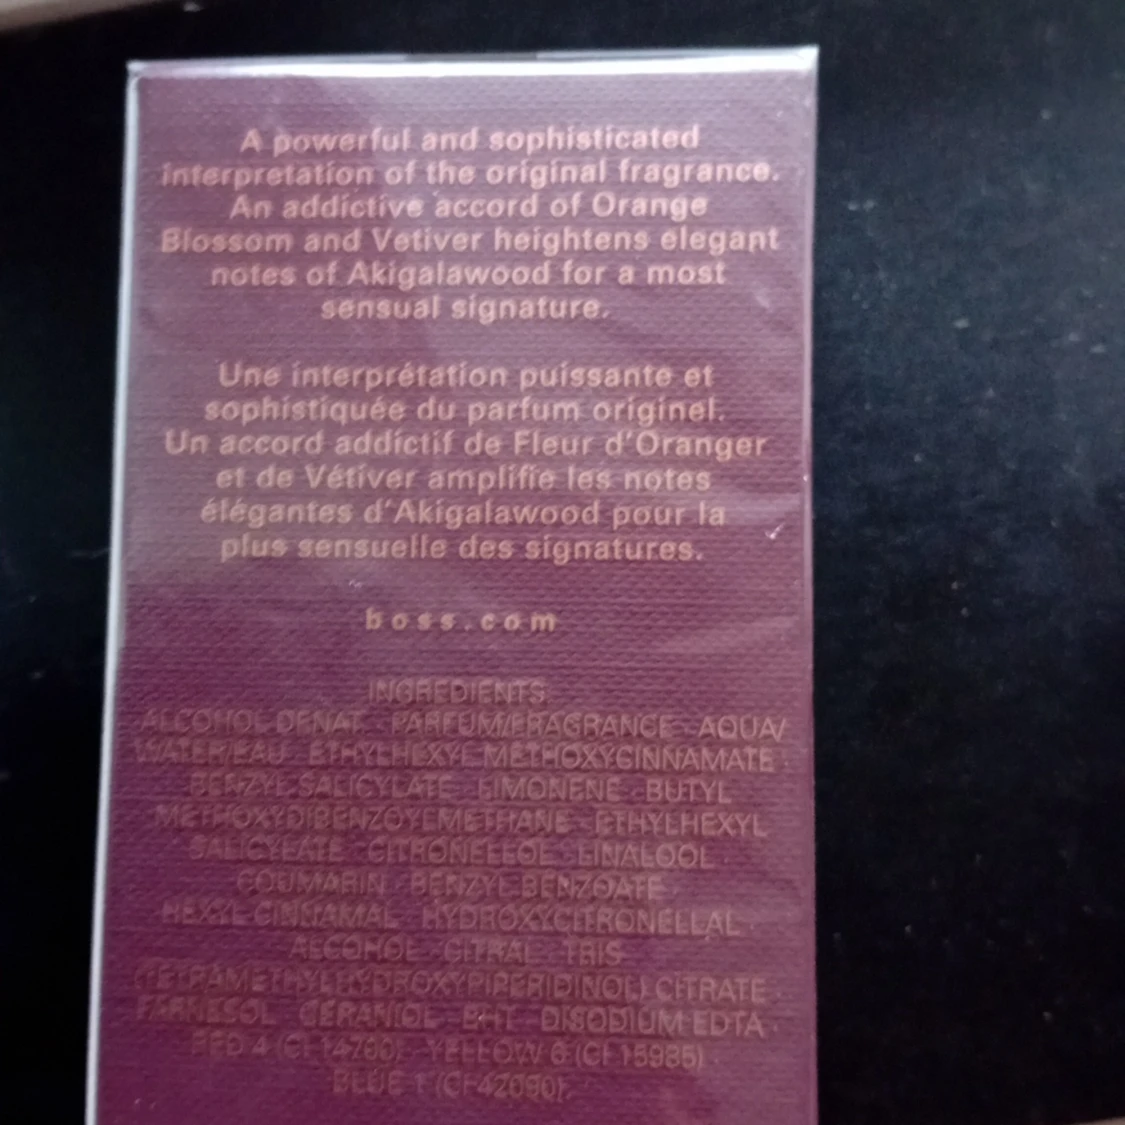 A powerful and sophisticated
interpretation of the original fragrance.
An addictive accord of Orange
Blossom and Vetiver heightens elegant
notes of Akigalawood for a most
sensual signature.
Une interprétation puissante et
sophistiquée du parfum originel.
Un accord addictif de Fleur d'Oranger
et de Vétiver amplifie les notes
élégantes d'Akigalawood pour la
plus sensuelle des signatures.
boss.com
INGREDIENTS:
ALCOHOL DENAT. · PARFUM/FRAGRANCE · AQUA/
WATER/EAU · ETHYLHEXYL METHOXYCINNAMATE ·
BENZYL SALICYLATE · LIMONENE · BUTYL
METHOXYDIBENZOYLMETHANE · ETHYLHEXYL
SALICYLATE · CITRONELLOL · LINALOOL ·
COUMARIN · BENZYL BENZOATE ·
HEXYL CINNAMAL · HYDROXYCITRONELLAL ·
ALCOHOL · CITRAL · TRIS
(TETRAMETHYLHYDROXYPIPERIDINOL) CITRATE ·
FARNESOL · GERANIOL · BHT · DISODIUM EDTA ·
RED 4 (CI 14700) · YELLOW 6 (CI 15985) ·
BLUE 1 (CI 42090).